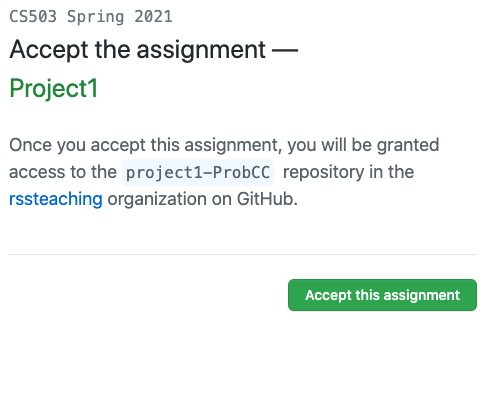 CS503 Spring 2021
Accept the assignment —
Project1
Once you accept this assignment, you will be granted
access to the project1-ProbCC repository in the
rssteaching organization on GitHub.
Accept this assignment